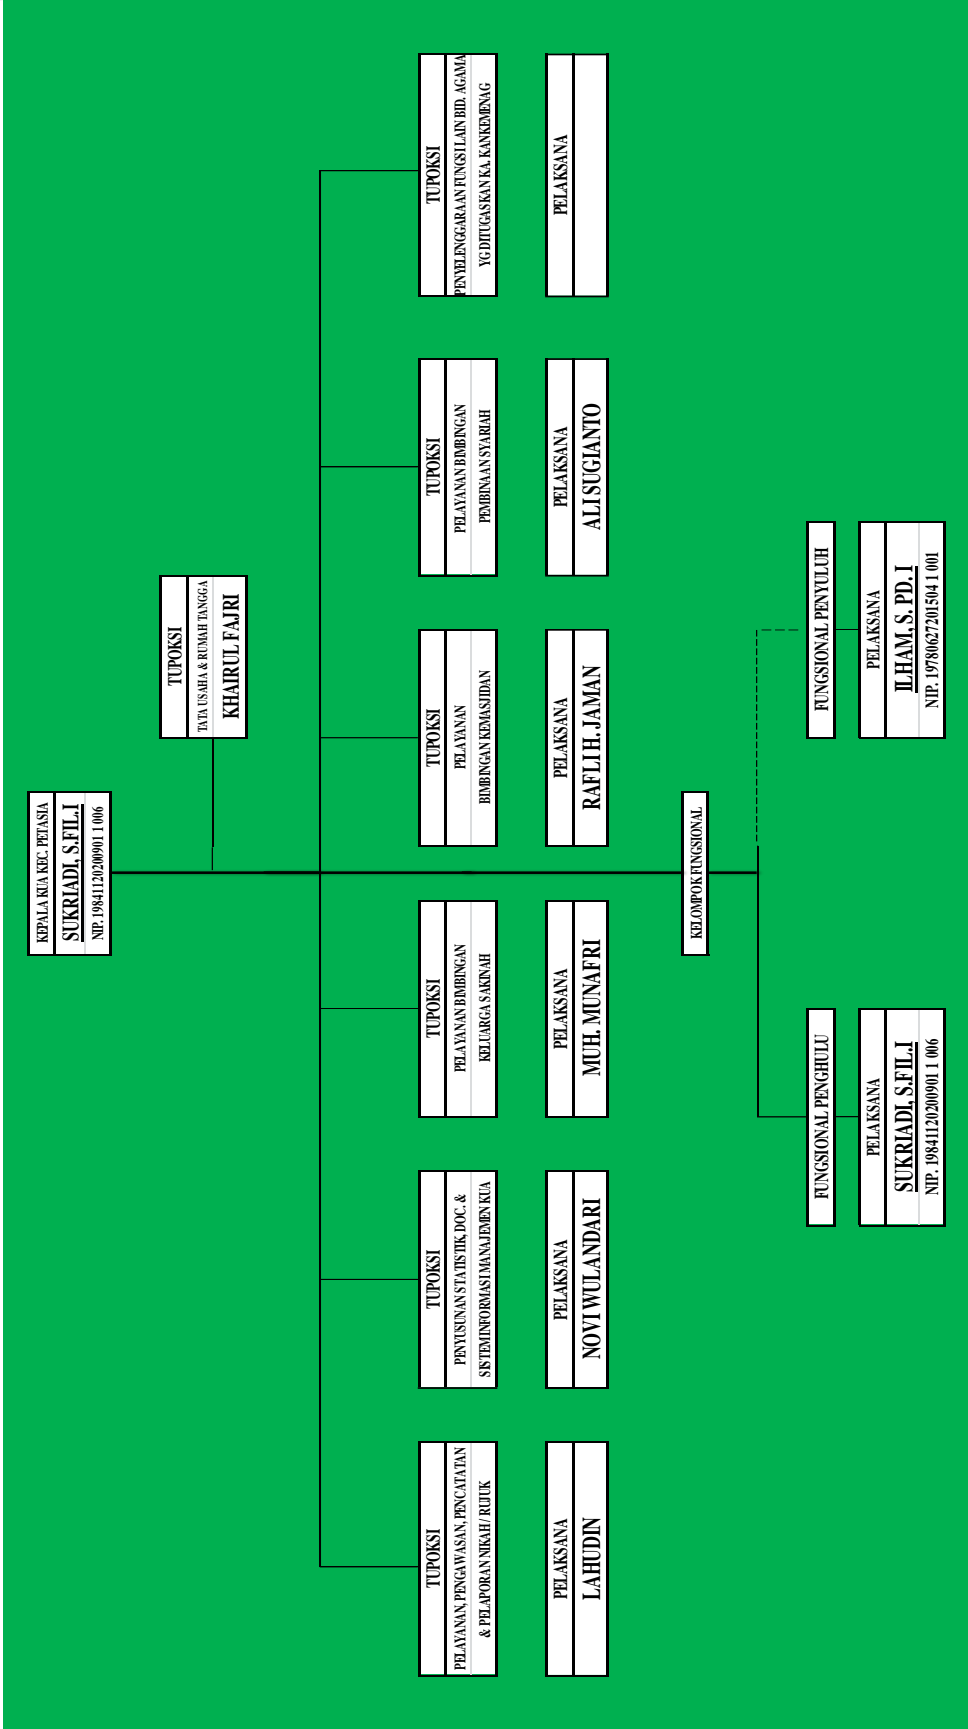 KEPALA KUA KEC. PETASIA
SUKRIADI, S.FIL.I
NIP. 19841120200901 1 006
TUPOKSI
TATA USAHA & RUMAH TANGGA
KHAIRUL FAJRI
TUPOKSI
PELAYANAN, PENGAWASAN, PENCATATAN
& PELAPORAN NIKAH / RUJUK
PELAKSANA
LAHUDIN
TUPOKSI
PENYUSUNAN STATISTIK, DOC. &
SISTEM INFORMASI MANAJEMEN KUA
PELAKSANA
NOVI WULANDARI
TUPOKSI
PELAYANAN BIMBINGAN
KELUARGA SAKINAH
PELAKSANA
MUH. MUNAFRI
TUPOKSI
PELAYANAN
BIMBINGAN KEMASJIDAN
PELAKSANA
RAFLI H. JAMAN
TUPOKSI
PELAYANAN BIMBINGAN
PEMBINAAN SYARIAH
PELAKSANA
ALI SUGIANTO
TUPOKSI
PENYELENGGARAAN FUNGSI LAIN BID. AGAMA
YG DITUGASKAN KA. KANKEMENAG
PELAKSANA
KELOMPOK FUNGSIONAL
FUNGSIONAL PENGHULU
PELAKSANA
SUKRIADI, S.FIL.I
NIP. 19841120200901 1 006
FUNGSIONAL PENYULUH
PELAKSANA
ILHAM, S. PD. I
NIP. 19780627201504 1 001